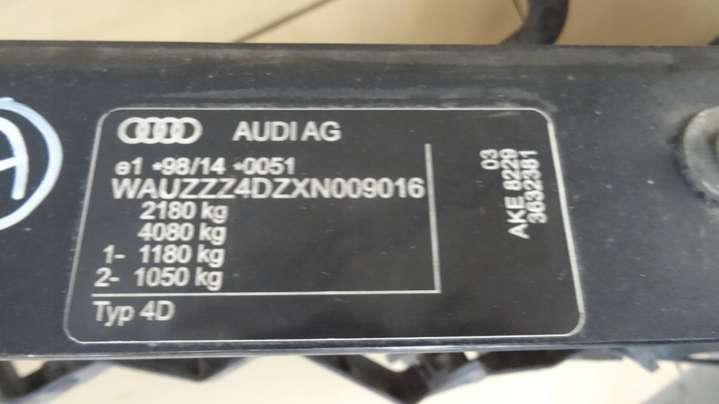 AUDI AG
e1 *98/14 *0051
WAUZZZ4DZXN009016
2180 kg
4080 kg
1- 1180 kg
2- 1050 kg
Typ 4D
03
AKE 8229
3632381
A